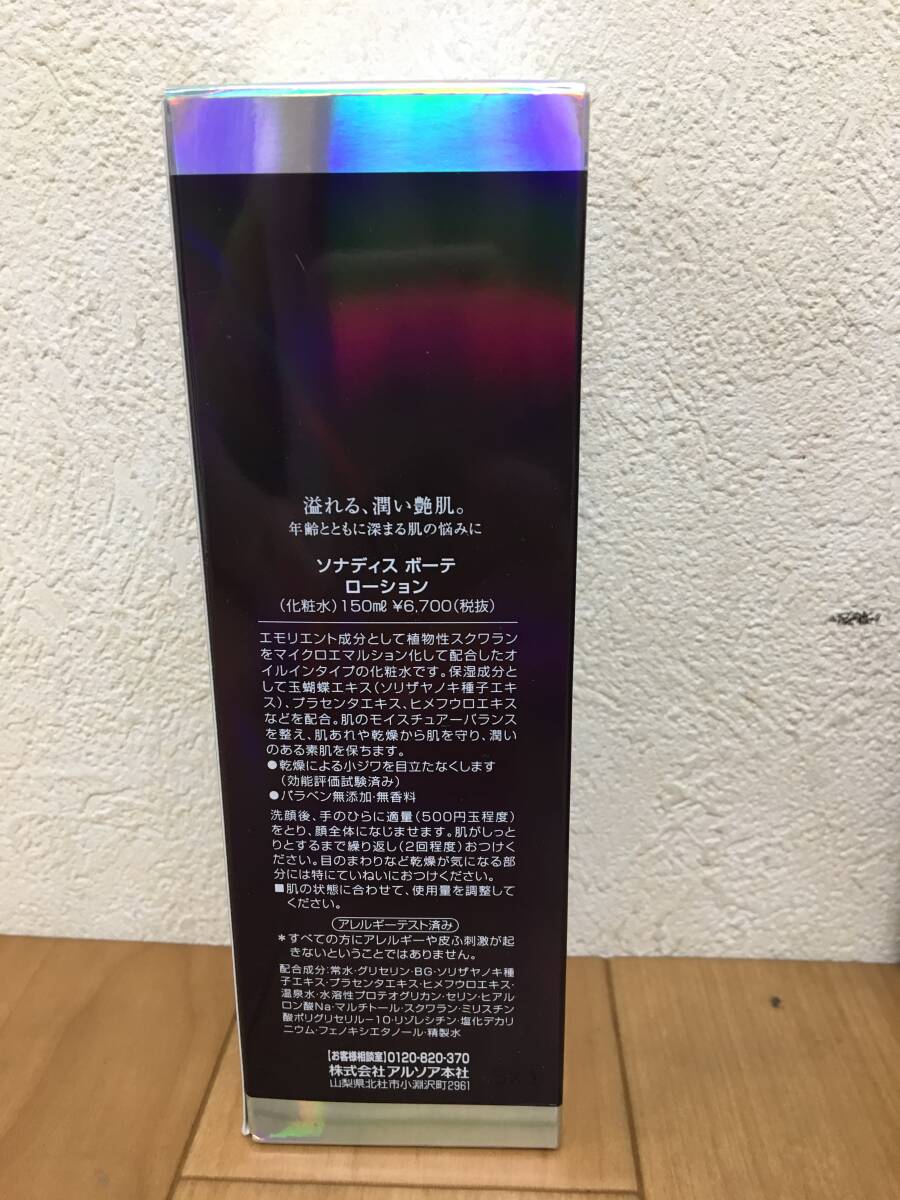 溢れる、潤い艶肌。
年齢とともに深まる肌の悩みに
ソナディス ボーテ
ローション
(化粧水)150㎖ ¥6,700(税抜)
エモリエント成分として植物性スクワラン
をマイクロエマルション化して配合したオ
イルインタイプの化粧水です。保湿成分と
して玉蝴蝶エキス(ソリザヤノキ種子エキ
ス)、プラセンタエキス、ヒメフウロエキス
などを配合。肌のモイスチュアーバランス
を整え、肌あれや乾燥から肌を守り、潤い
のある素肌を保ちます。
●乾燥による小ジワを目立たなくします
(効能評価試験済み)
●パラベン無添加・無香料
洗顔後、手のひらに適量(500円玉程度)
をとり、顔全体になじませます。肌がしっと
りとするまで繰り返し(2回程度)おつけく
ださい。目のまわりなど乾燥が気になる部
分には特にていねいにおつけください。
■肌の状態に合わせて、使用量を調整して
ください。
アレルギーテスト済み
＊すべての方にアレルギーや皮ふ刺激が起
きないということではありません。
配合成分:常水・グリセリン・BG・ソリザヤノキ種
子エキス・プラセンタエキス・ヒメフウロエキス・
温泉水・水溶性プロテオグリカン・セリン・ヒアル
ロン酸Na・マルチトール・スクワラン・ミリスチン
酸ポリグリセリル-10・リゾレシチン・塩化デカリ
ニウム・フェノキシエタノール・精製水
【お客様相談室】0120-820-370
株式会社アルソア本社
山梨県北杜市小淵沢町2961